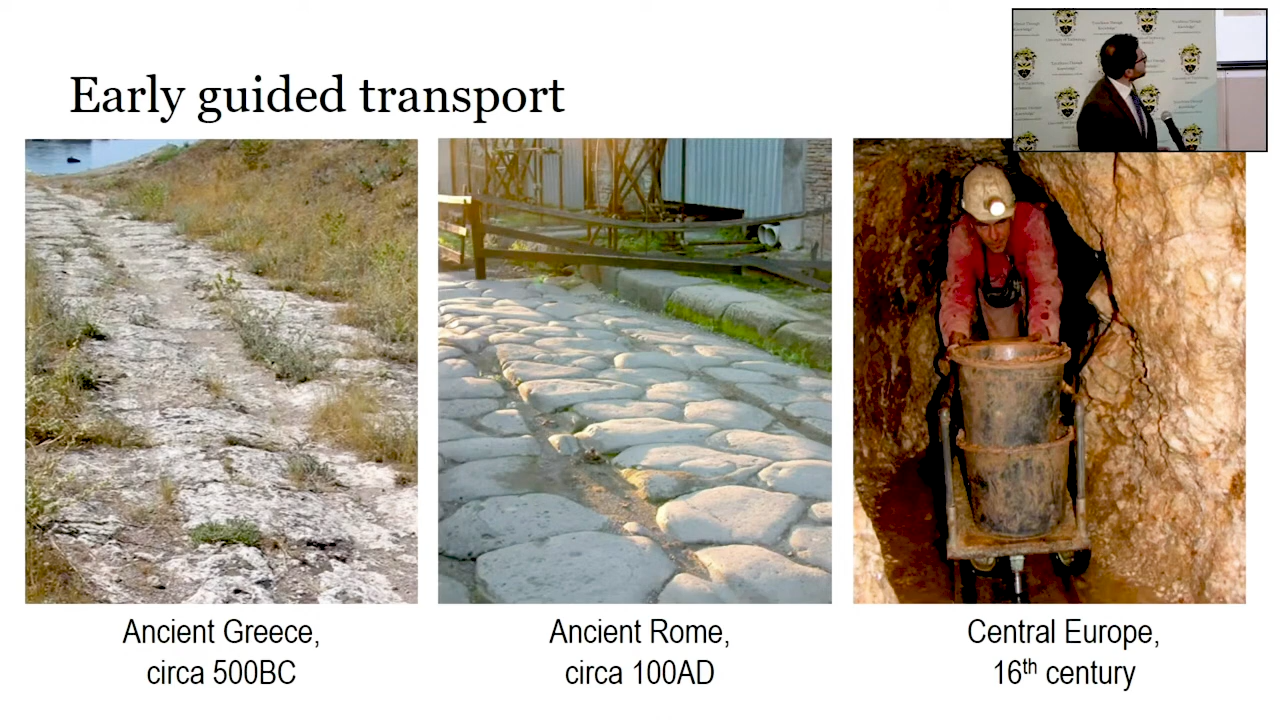 Early guided transport
Ancient Greece,
circa 500BC
Ancient Rome,
circa 100AD
Central Europe,
16th century